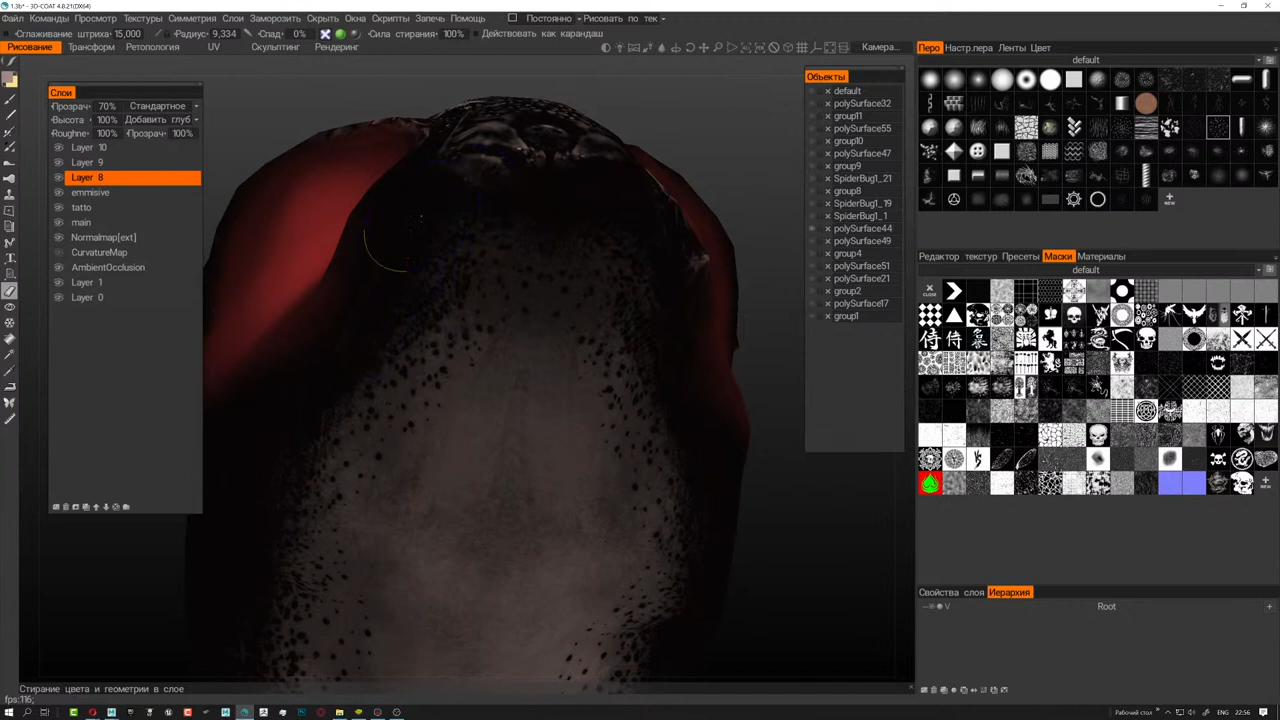 1.3b* - 3D-COAT 4.8.21(DX64)
Файл Команды Просмотр Текстуры Симметрия Слои Заморозить Скрыть Окна Скрипты Запечь Помощь Постоянно Рисовать по тек
Сглаживание штриха: 15,000 Радиус: 9,334 Спад: 0% Сила стирания: 100% Действовать как карандаш
Рисование Трансформ Ретопология UV Скульптинг Рендеринг
Камера...
Перо Настр.пера Ленты Цвет
default
Слои
Прозрач: 70% Стандартное
Высота: 100% Добавить глуб
Roughne: 100% Прозрач: 100%
Layer 10
Layer 9
Layer 8
emmisive
tatto
main
Normalmap[ext]
CurvatureMap
AmbientOcclusion
Layer 1
Layer 0
Объекты
default
polySurface32
group11
polySurface55
group10
polySurface47
group9
SpiderBug1_21
group8
SpiderBug1_19
SpiderBug1_1
polySurface44
polySurface49
group4
polySurface51
polySurface21
group2
polySurface17
group1
NEW
Редактор текстур Пресеты Маски Материалы
default
CLOSE
NEW
Свойства слоя Иерархия
V Root
Стирание цвета и геометрии в слое
fps:116;
Рабочий стол ENG 22:56